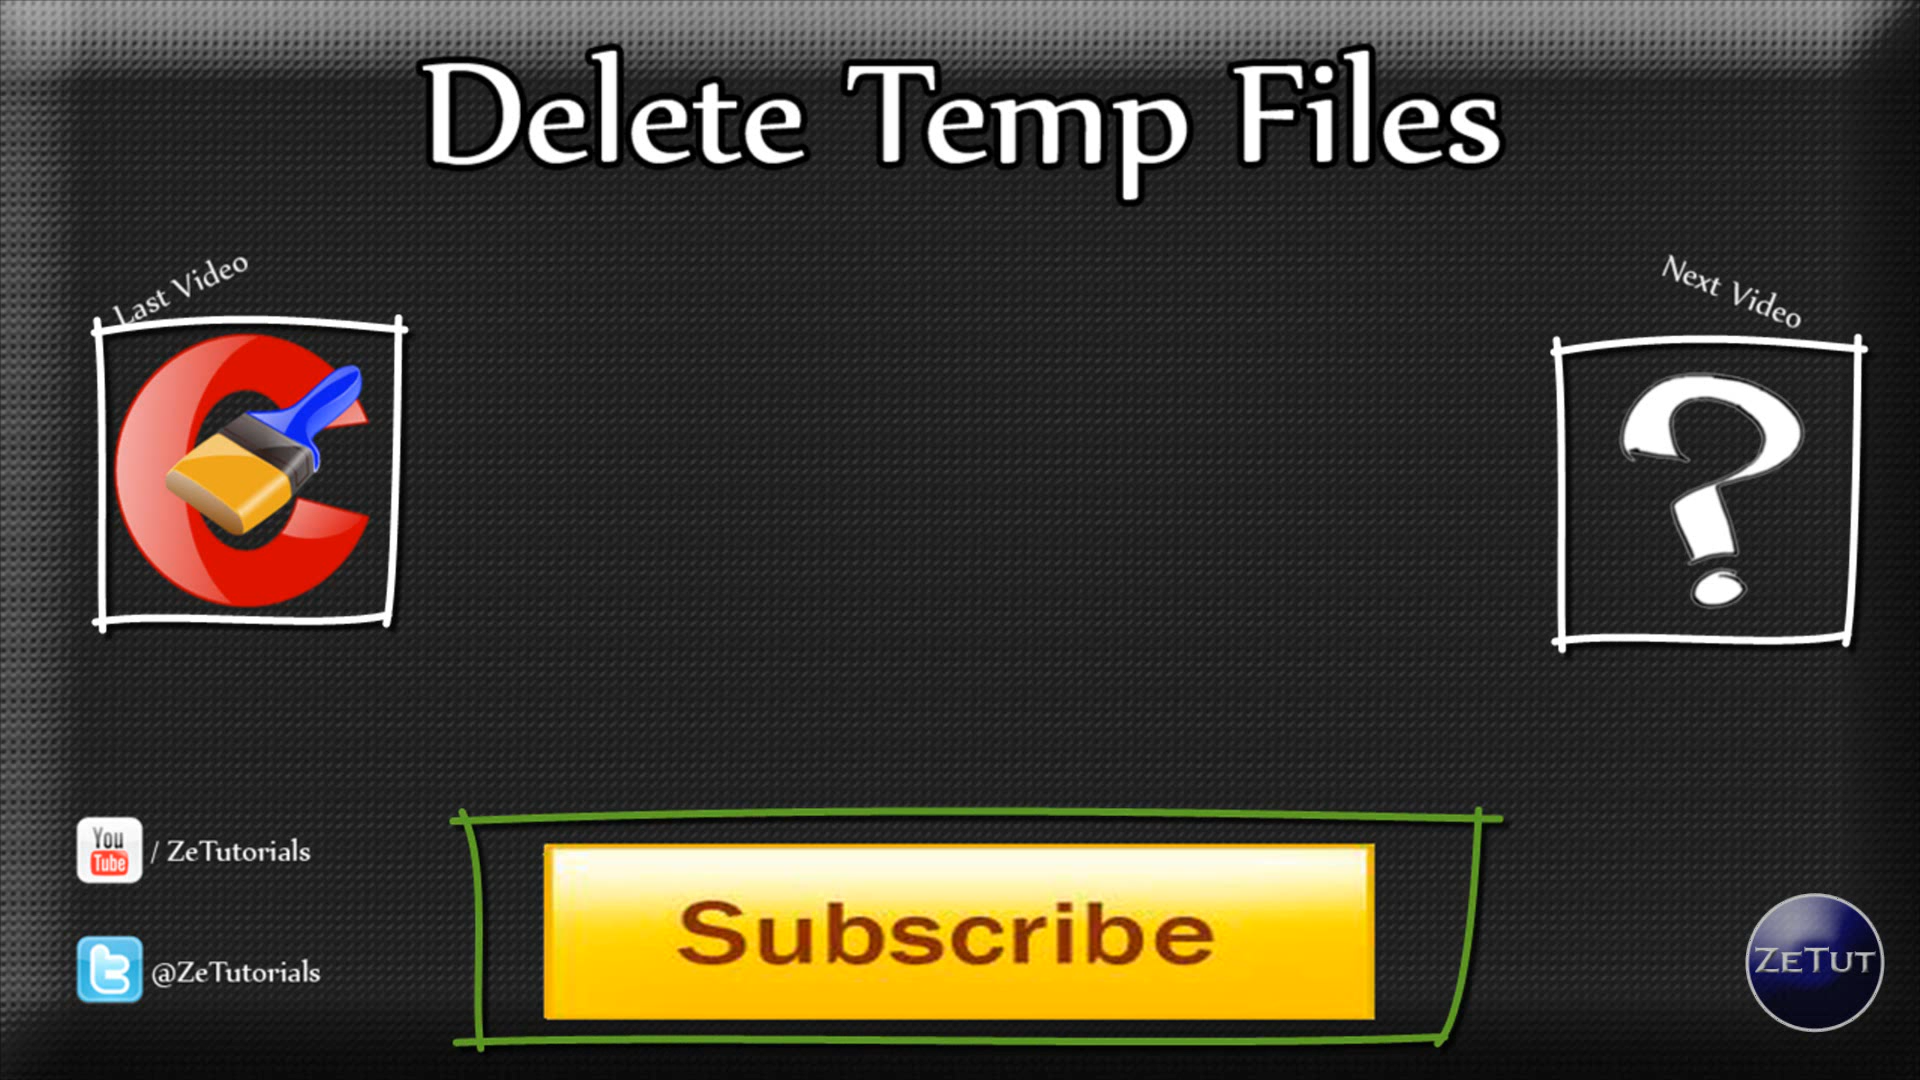 Delete Temp Files
Last Video
Next Video
?
You
Tube
/ ZeTutorials
@ZeTutorials
Subscribe
ZeTut